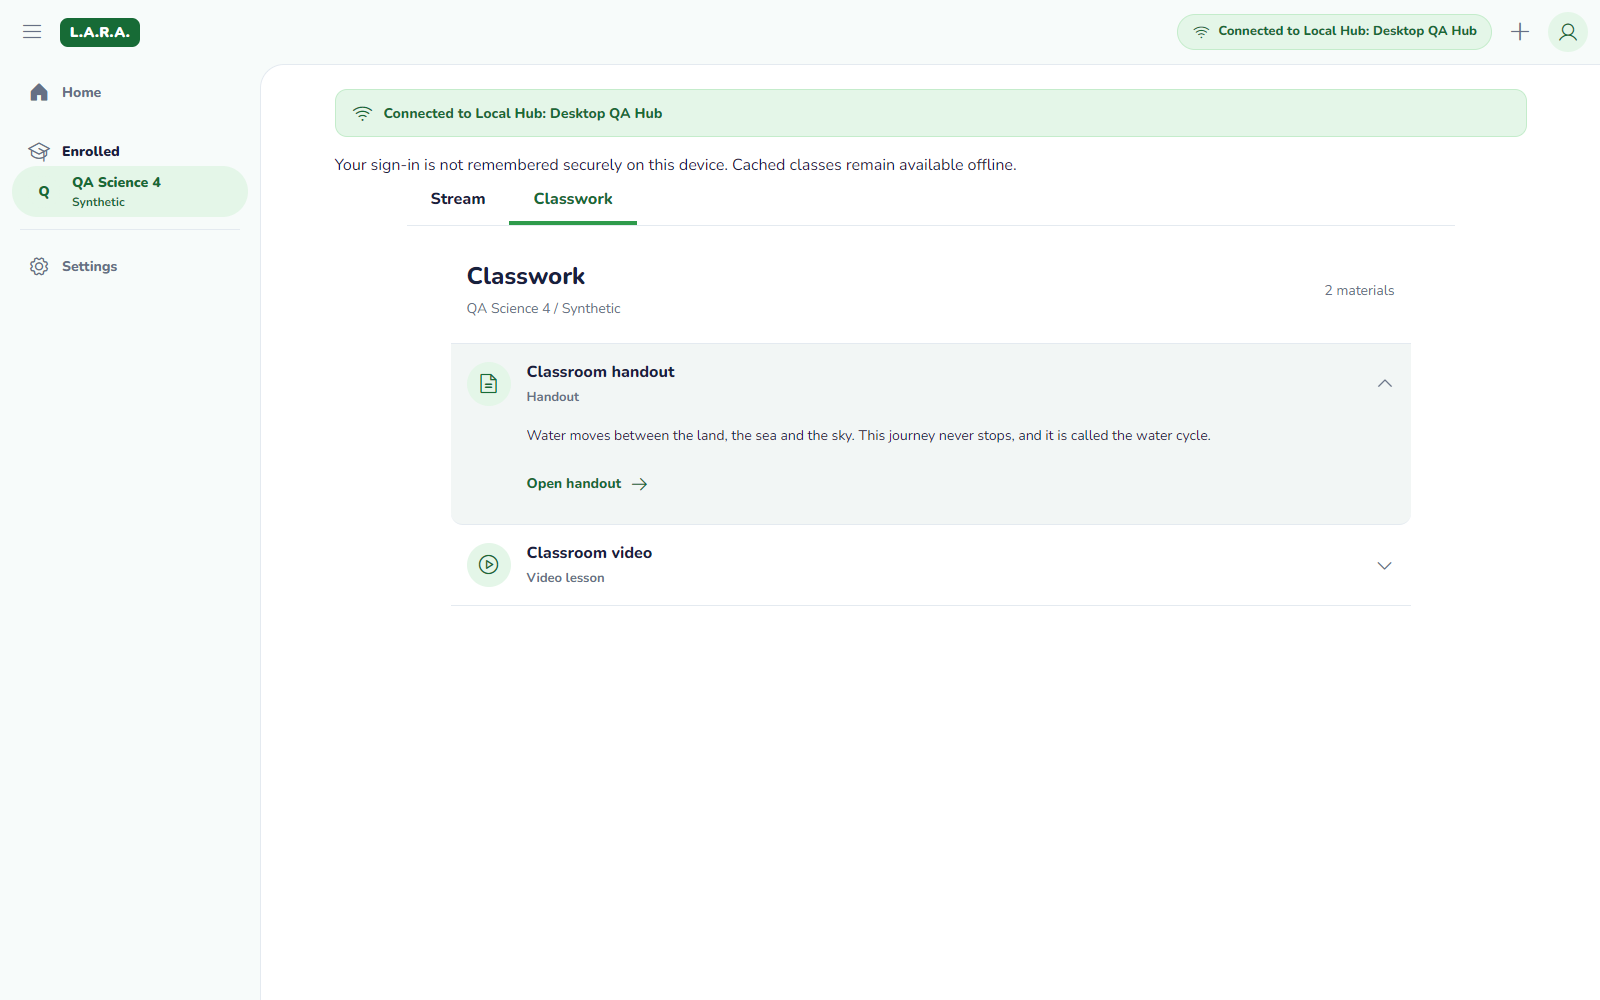 L.A.R.A.
Connected to Local Hub: Desktop QA Hub
Home
Enrolled
Q
QA Science 4
Synthetic
Settings
Connected to Local Hub: Desktop QA Hub
Your sign-in is not remembered securely on this device. Cached classes remain available offline.
Stream
Classwork
Classwork
QA Science 4 / Synthetic
2 materials
Classroom handout
Handout
Water moves between the land, the sea and the sky. This journey never stops, and it is called the water cycle.
Open handout
Classroom video
Video lesson